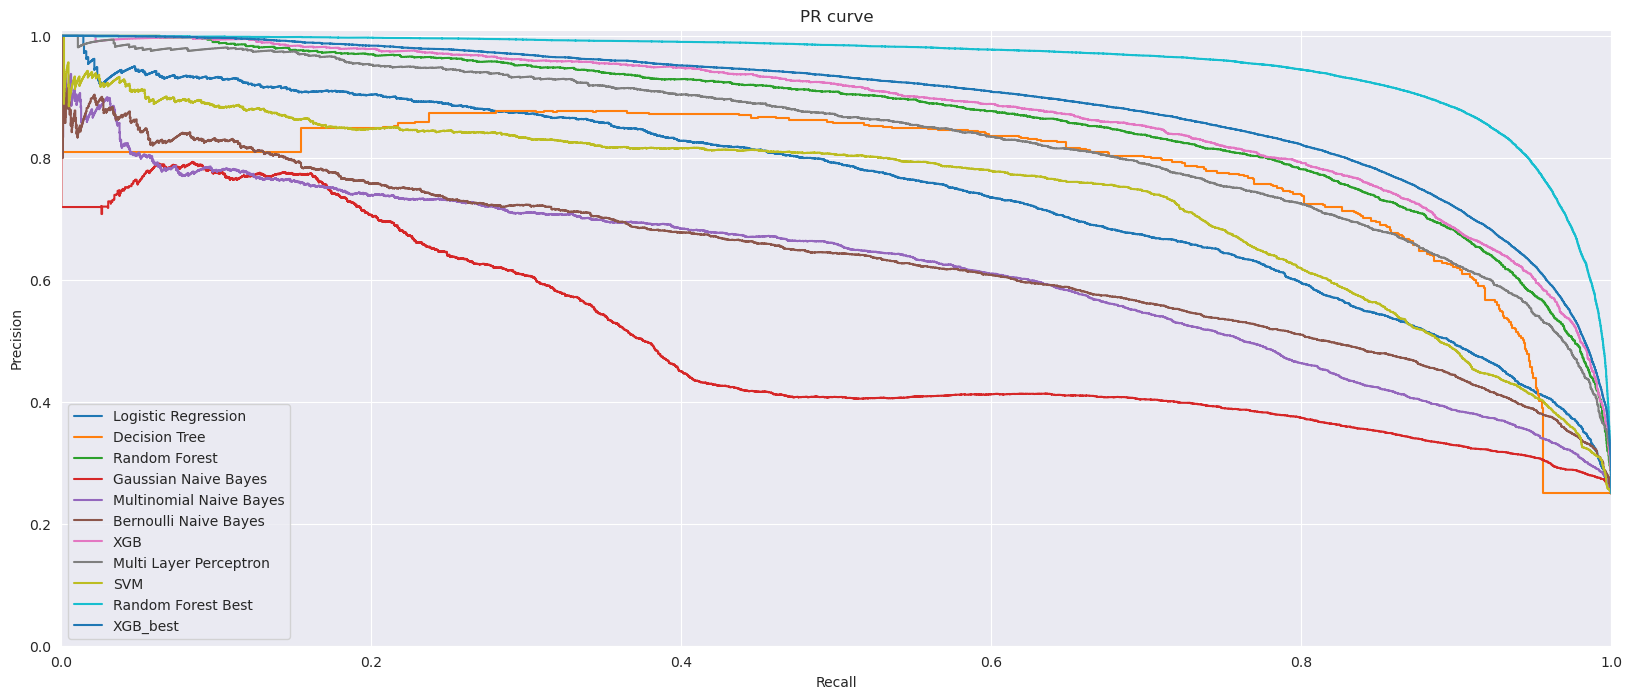 PR curve
1.0
0.8
0.6
0.4
0.2
0.0
Precision
Logistic Regression
Decision Tree
Random Forest
Gaussian Naive Bayes
Multinomial Naive Bayes
Bernoulli Naive Bayes
XGB
Multi Layer Perceptron
SVM
Random Forest Best
XGB_best
0.0 0.2 0.4 0.6 0.8 1.0
Recall